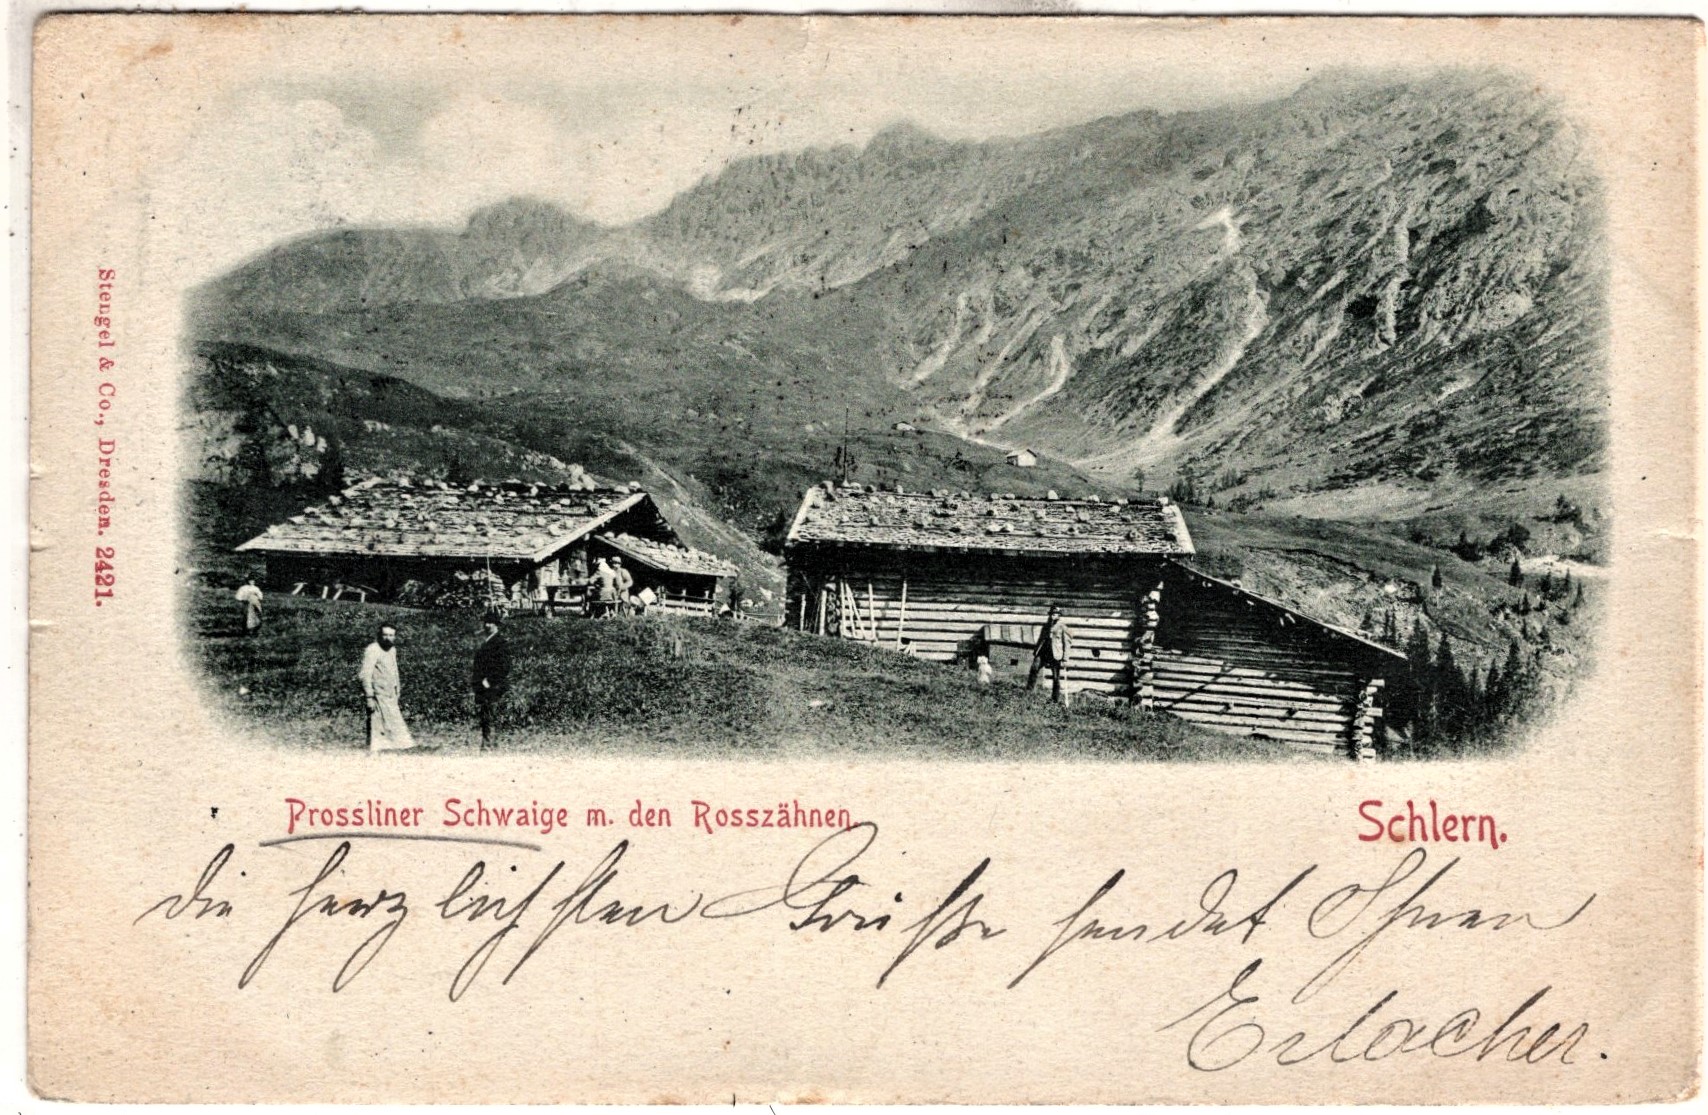 Stengel & Co., Dresden. 2421.
Prossliner Schwaige m. den Rosszähnen.
Schlern.
die herzlichsten Grüße sendet Ihnen
Erlacher.